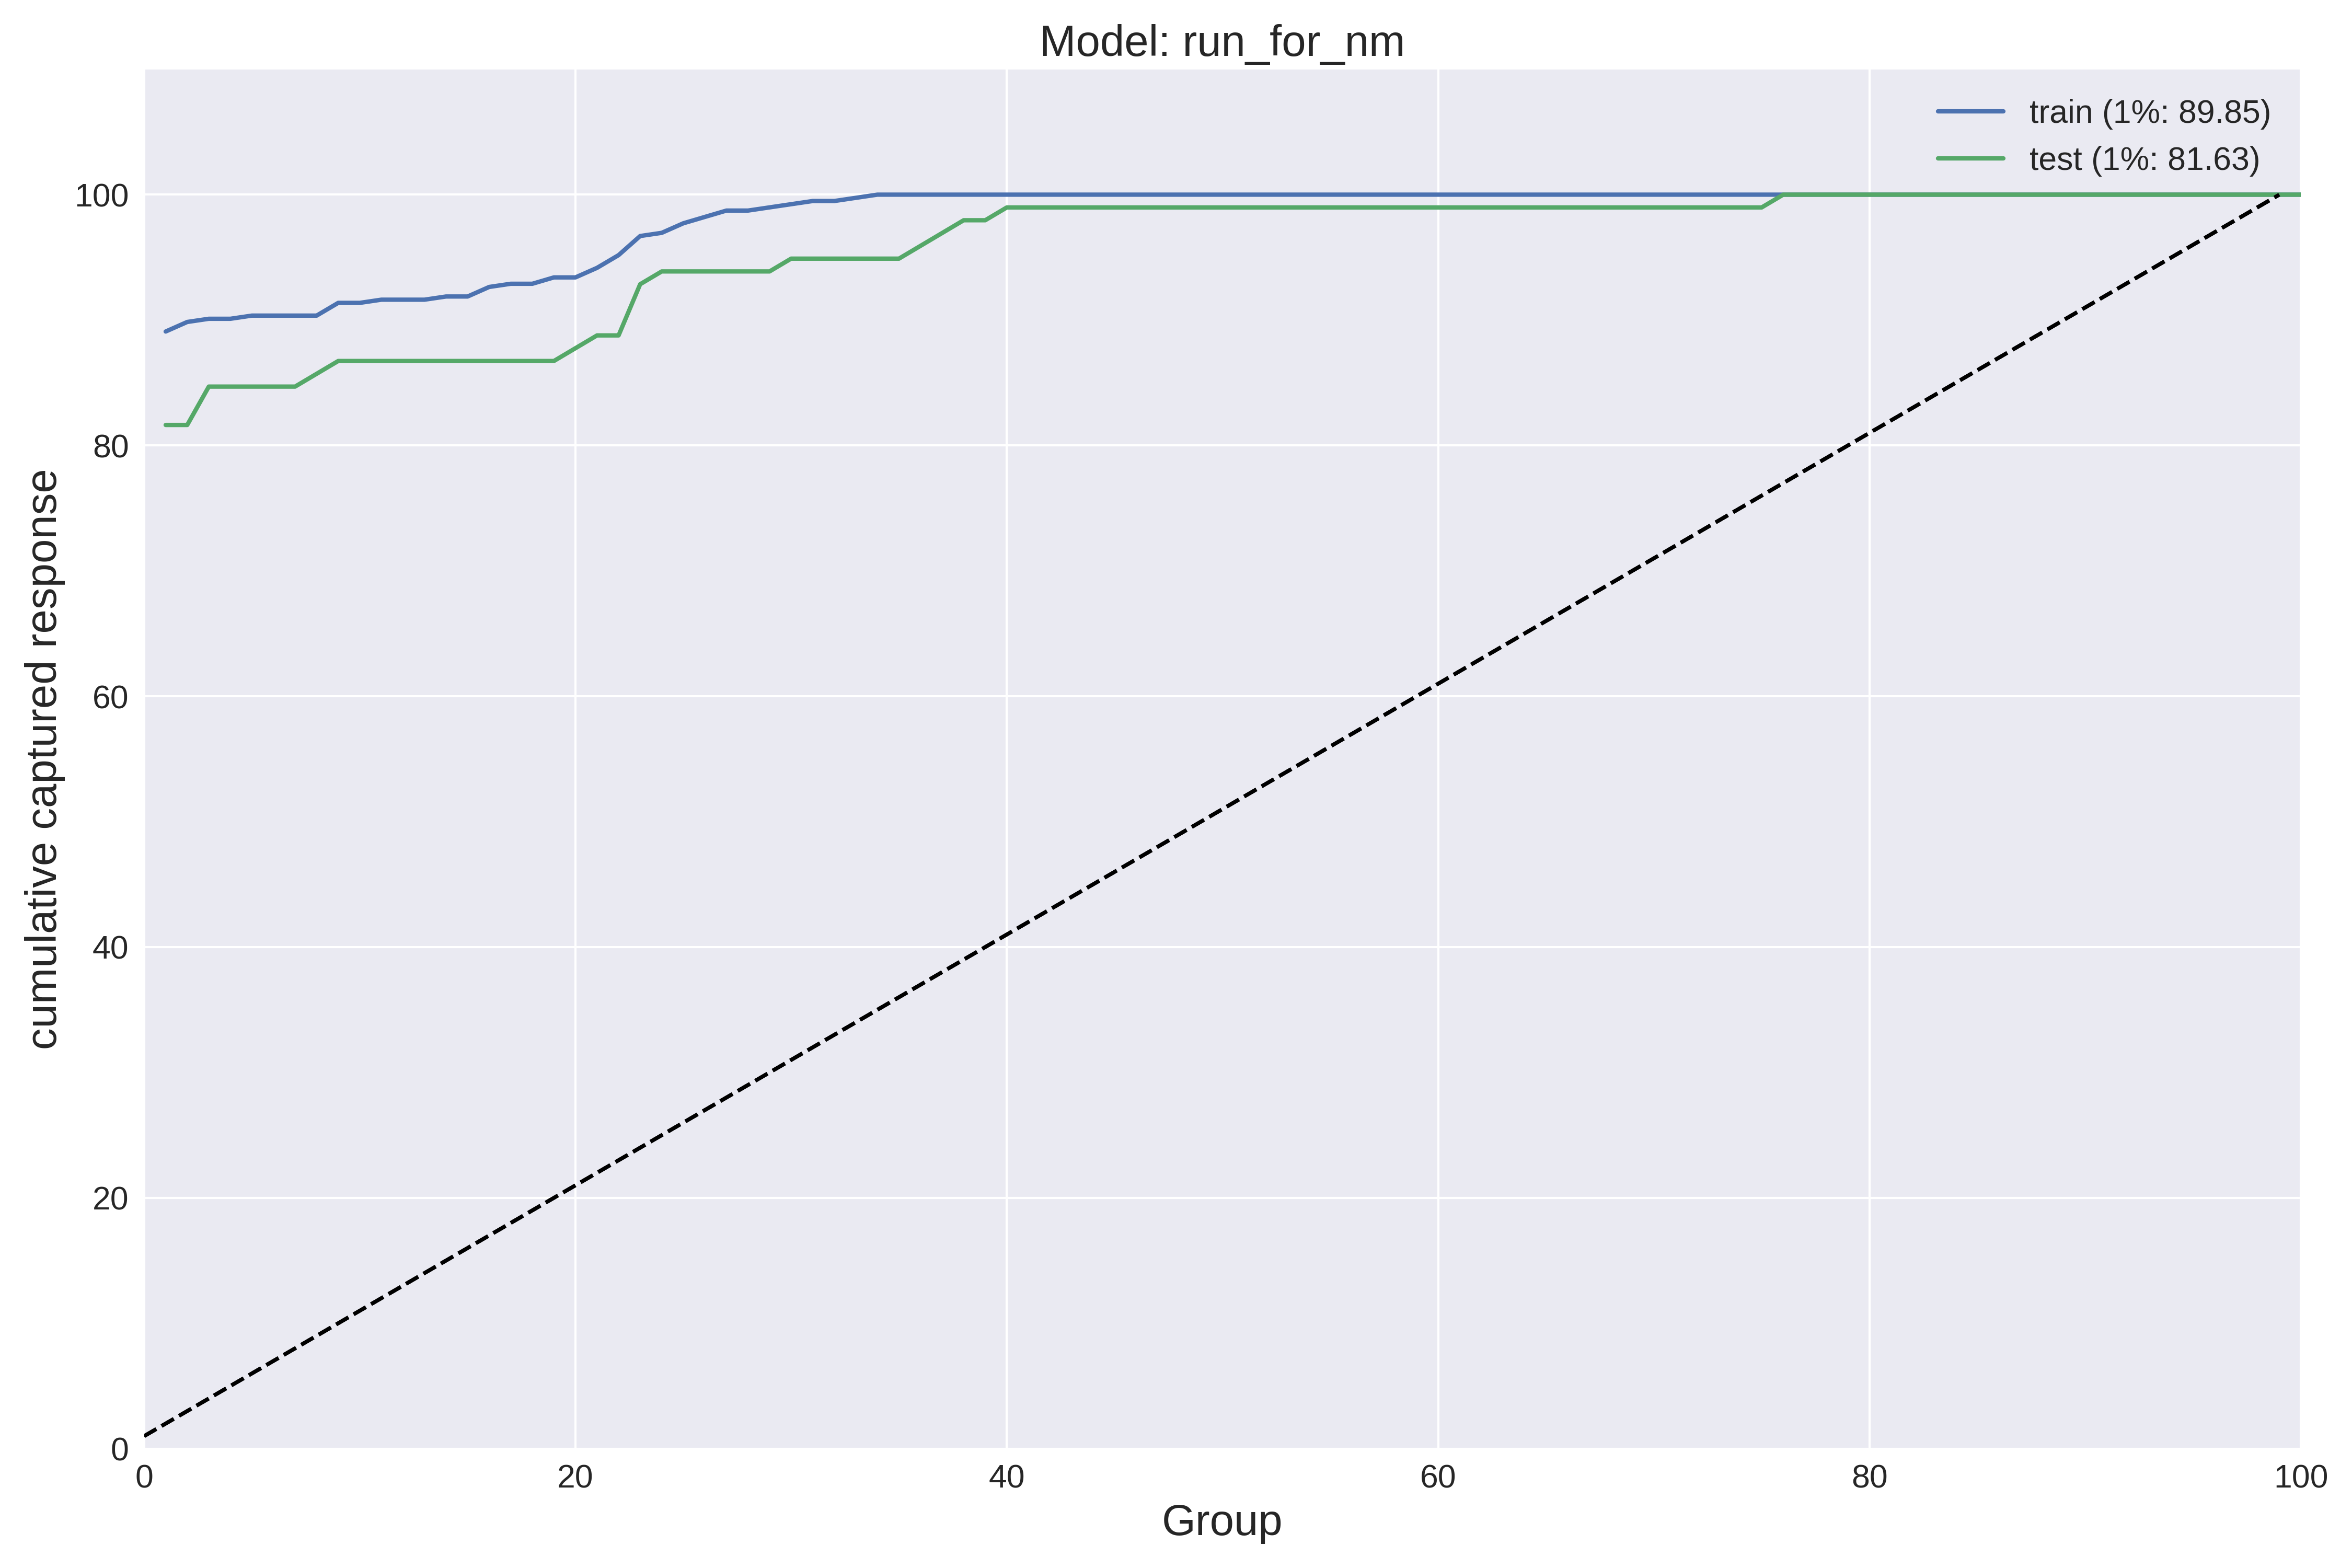 Model: run_for_nm
train (1%: 89.85)
test (1%: 81.63)
cumulative captured response
100
80
60
40
20
0
0 20 40 60 80 100
Group